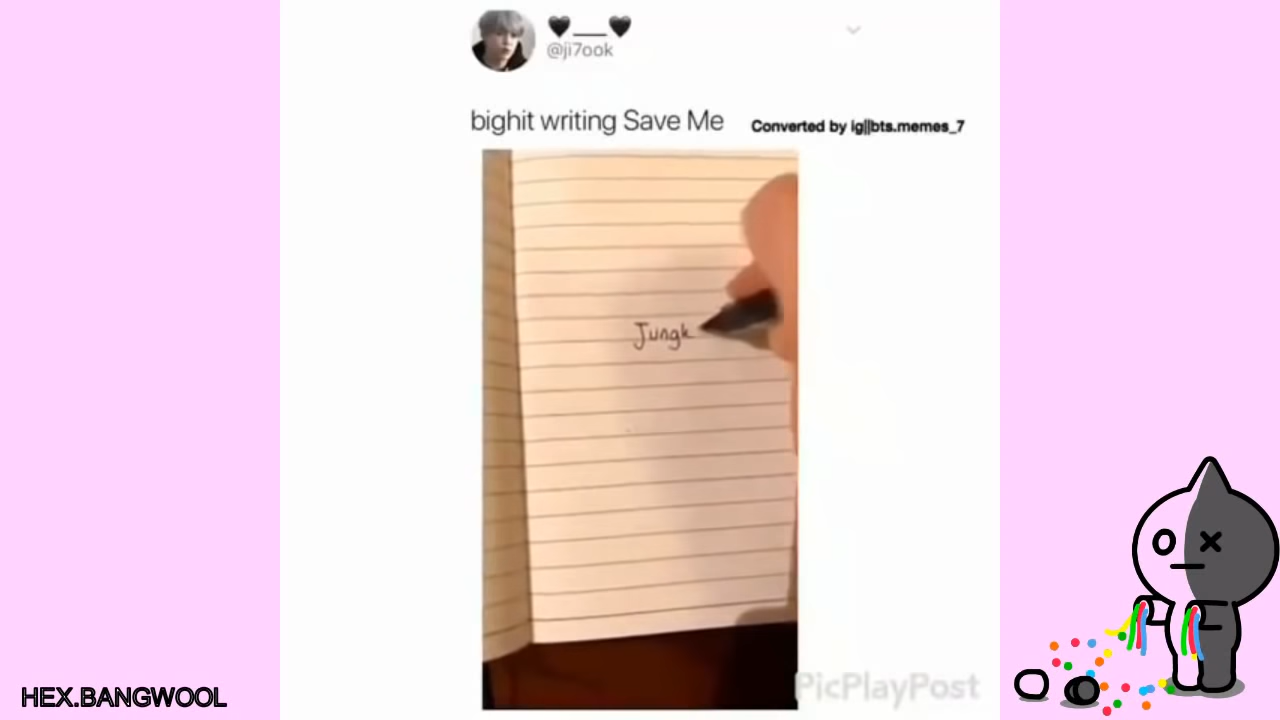 🖤___🖤
@ji7ook
bighit writing Save Me
Converted by ig||bts.memes_7
Jungk
PicPlayPost
HEX.BANGWOOL